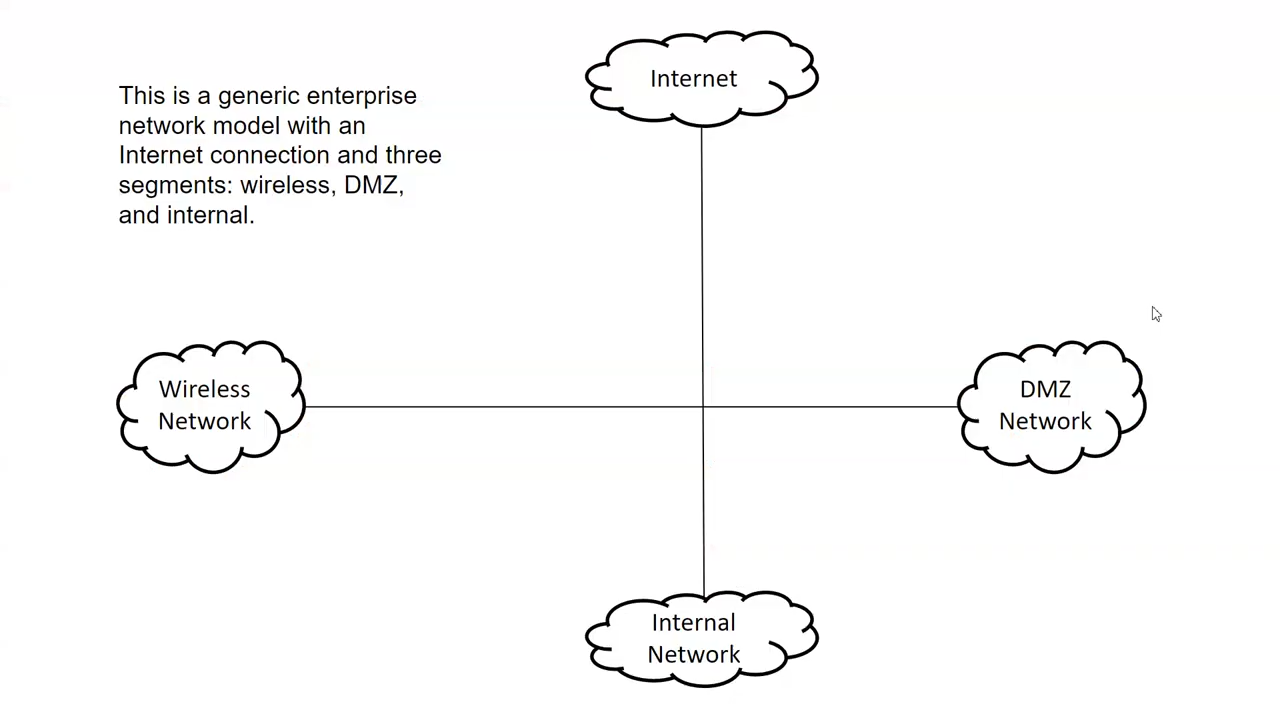 Internet
This is a generic enterprise
network model with an
Internet connection and three
segments: wireless, DMZ,
and internal.
Wireless
Network
DMZ
Network
Internal
Network